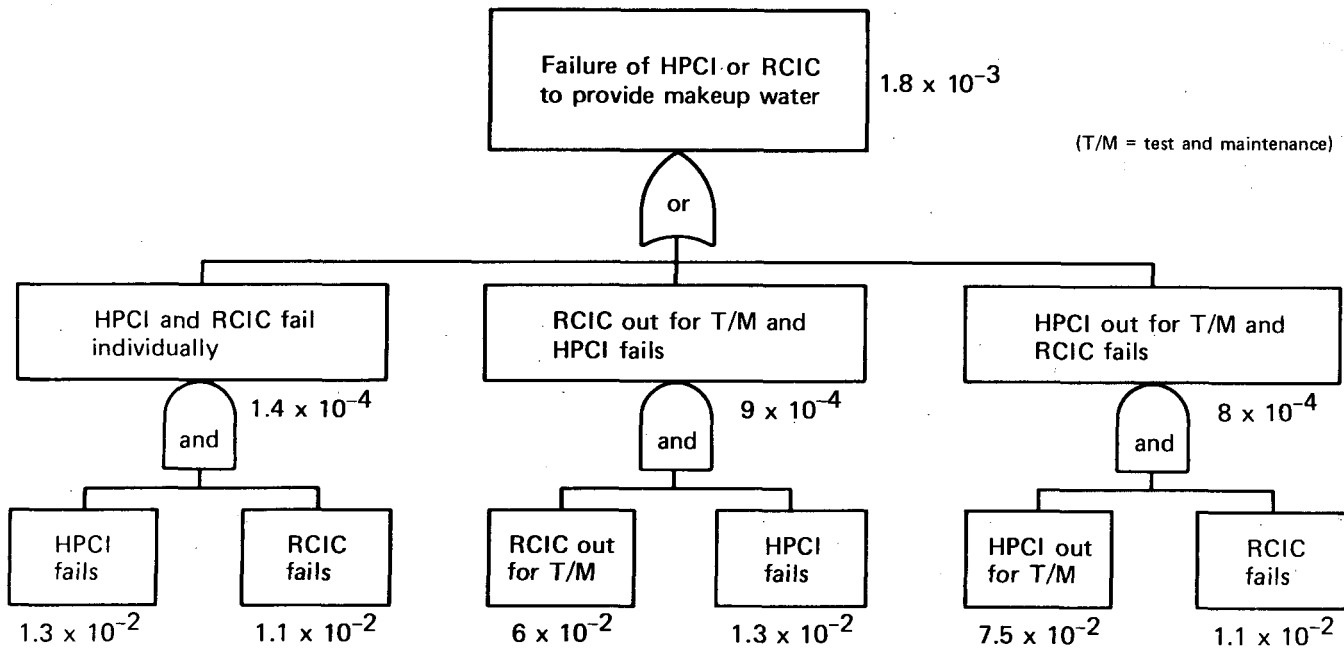 Failure of HPCI or RCIC
to provide makeup water
1.8 x 10⁻³
(T/M = test and maintenance)
or
HPCI and RCIC fail
individually
1.4 x 10⁻⁴
RCIC out for T/M and
HPCI fails
9 x 10⁻⁴
HPCI out for T/M and
RCIC fails
8 x 10⁻⁴
and
and
and
HPCI
fails
1.3 x 10⁻²
RCIC
fails
1.1 x 10⁻²
RCIC out
for T/M
6 x 10⁻²
HPCI
fails
1.3 x 10⁻²
HPCI out
for T/M
7.5 x 10⁻²
RCIC
fails
1.1 x 10⁻²